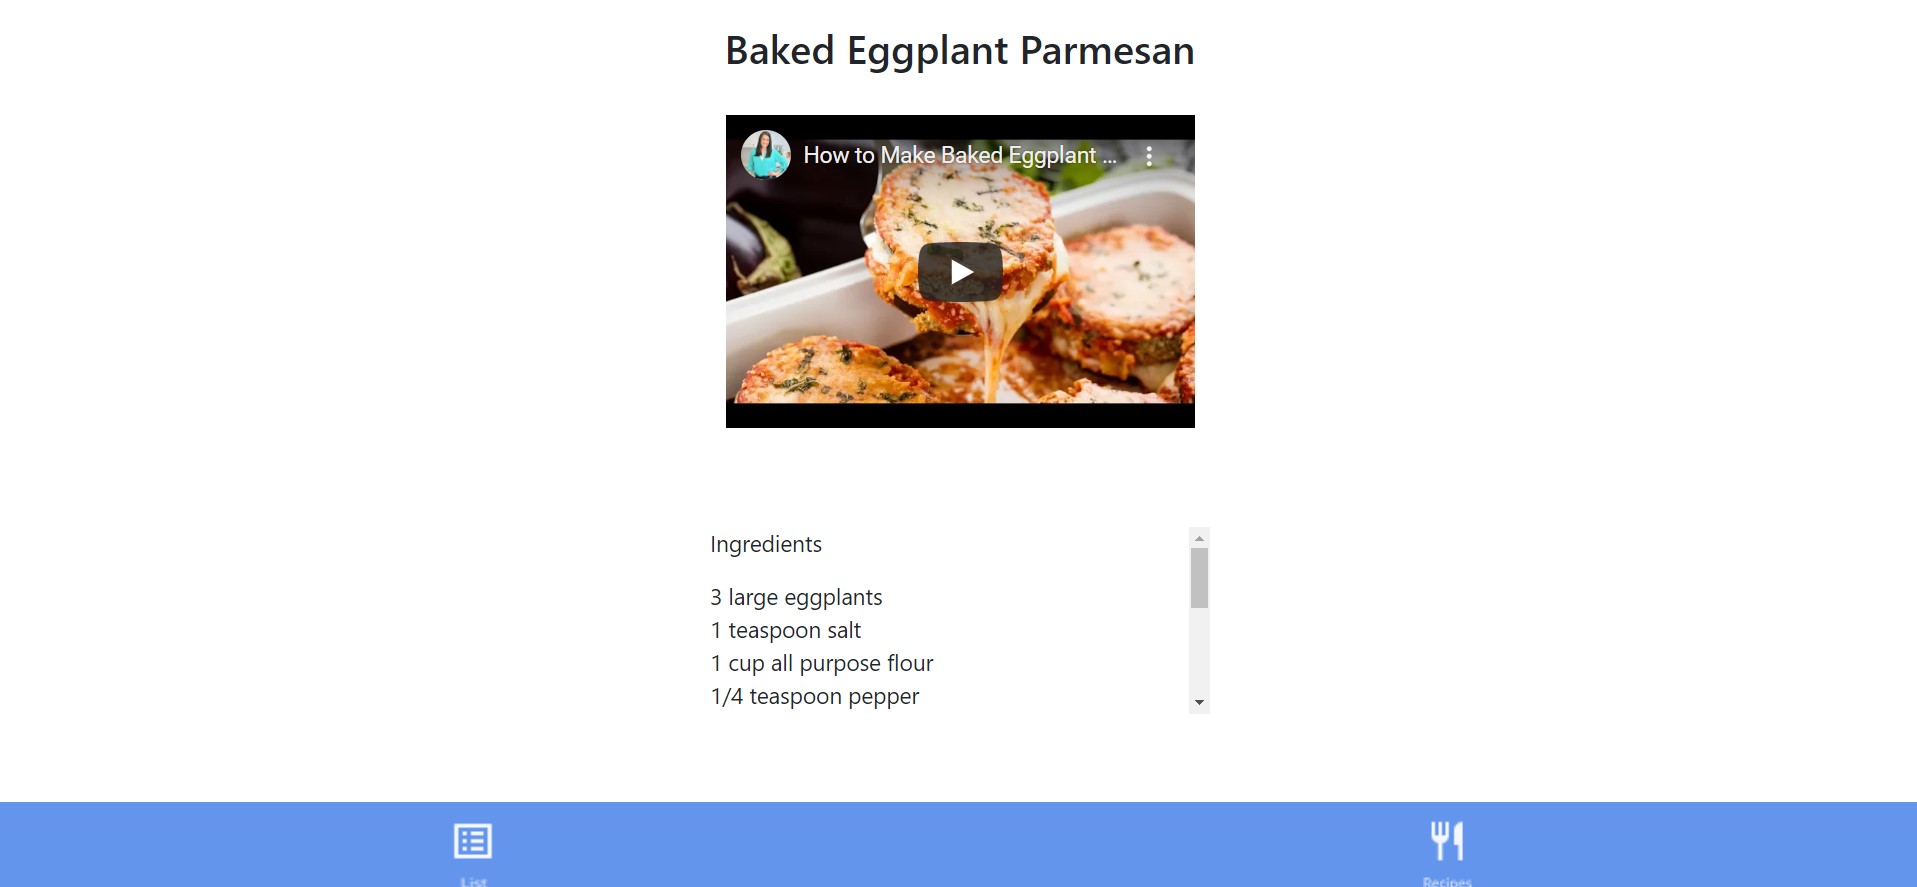 Baked Eggplant Parmesan
How to Make Baked Eggplant ...
Ingredients
3 large eggplants
1 teaspoon salt
1 cup all purpose flour
1/4 teaspoon pepper
List
Recipes